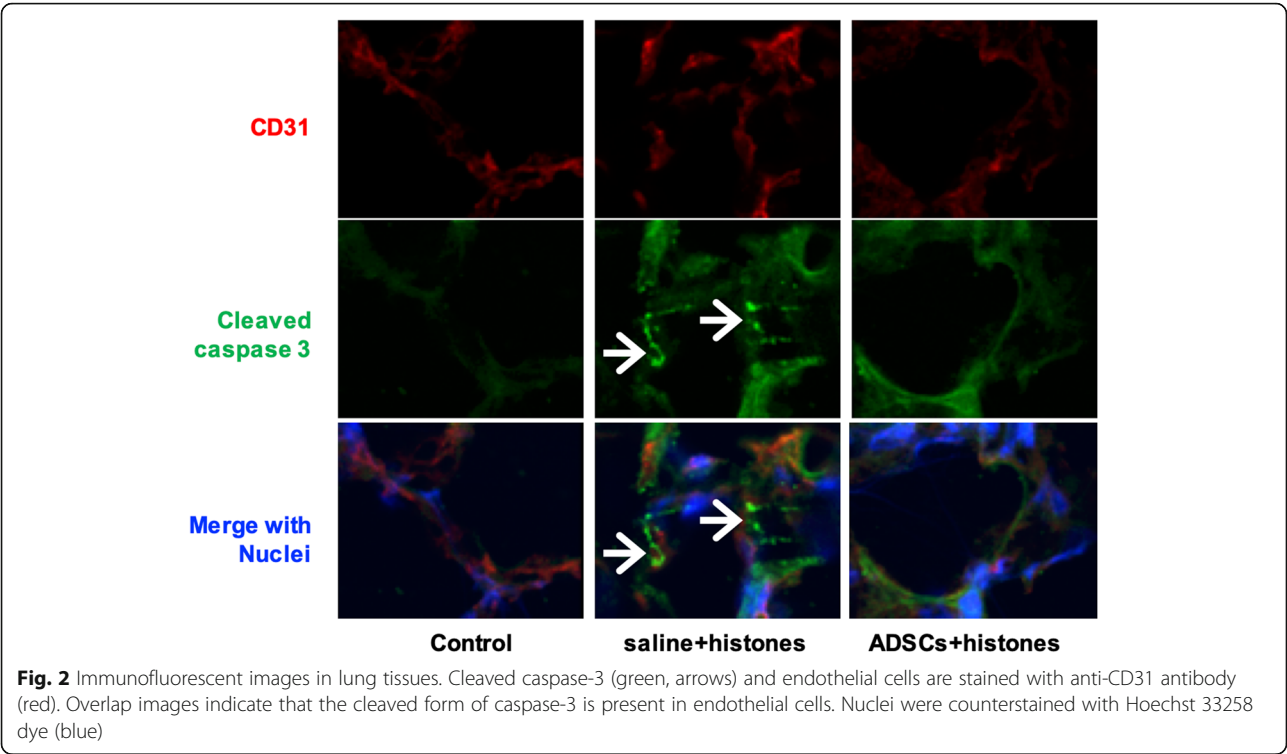 CD31
Cleaved
caspase 3
Merge with
Nuclei
Control
saline+histones
ADSCs+histones
Fig. 2 Immunofluorescent images in lung tissues. Cleaved caspase-3 (green, arrows) and endothelial cells are stained with anti-CD31 antibody
(red). Overlap images indicate that the cleaved form of caspase-3 is present in endothelial cells. Nuclei were counterstained with Hoechst 33258
dye (blue)